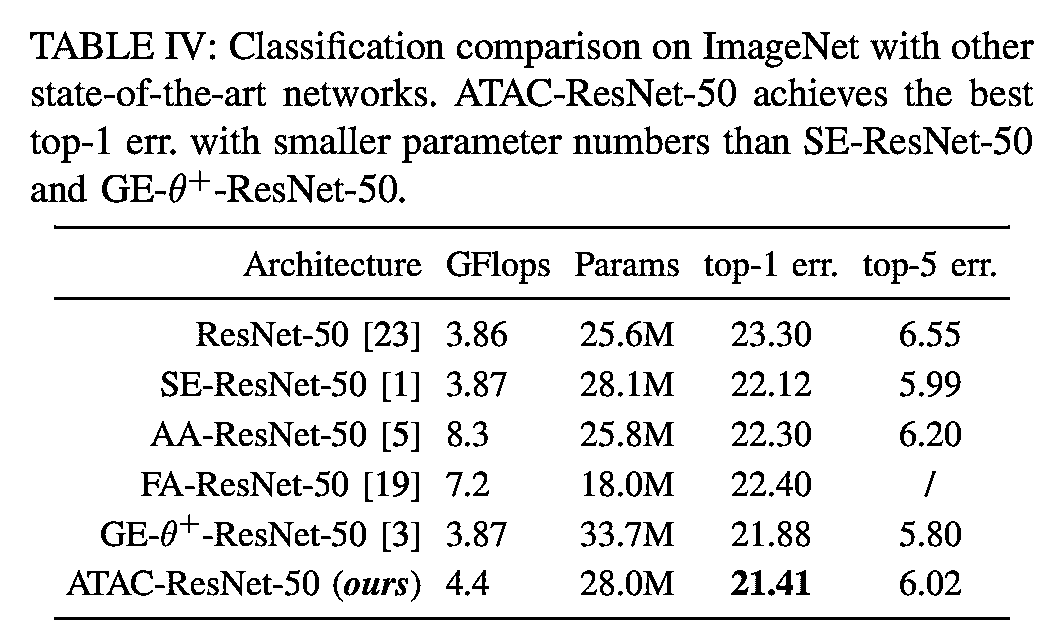 TABLE IV: Classification comparison on ImageNet with other
state-of-the-art networks. ATAC-ResNet-50 achieves the best
top-1 err. with smaller parameter numbers than SE-ResNet-50
and GE-θ⁺-ResNet-50.
Architecture GFlops Params top-1 err. top-5 err.
ResNet-50 [23] 3.86 25.6M 23.30 6.55
SE-ResNet-50 [1] 3.87 28.1M 22.12 5.99
AA-ResNet-50 [5] 8.3 25.8M 22.30 6.20
FA-ResNet-50 [19] 7.2 18.0M 22.40 /
GE-θ⁺-ResNet-50 [3] 3.87 33.7M 21.88 5.80
ATAC-ResNet-50 (ours) 4.4 28.0M 21.41 6.02